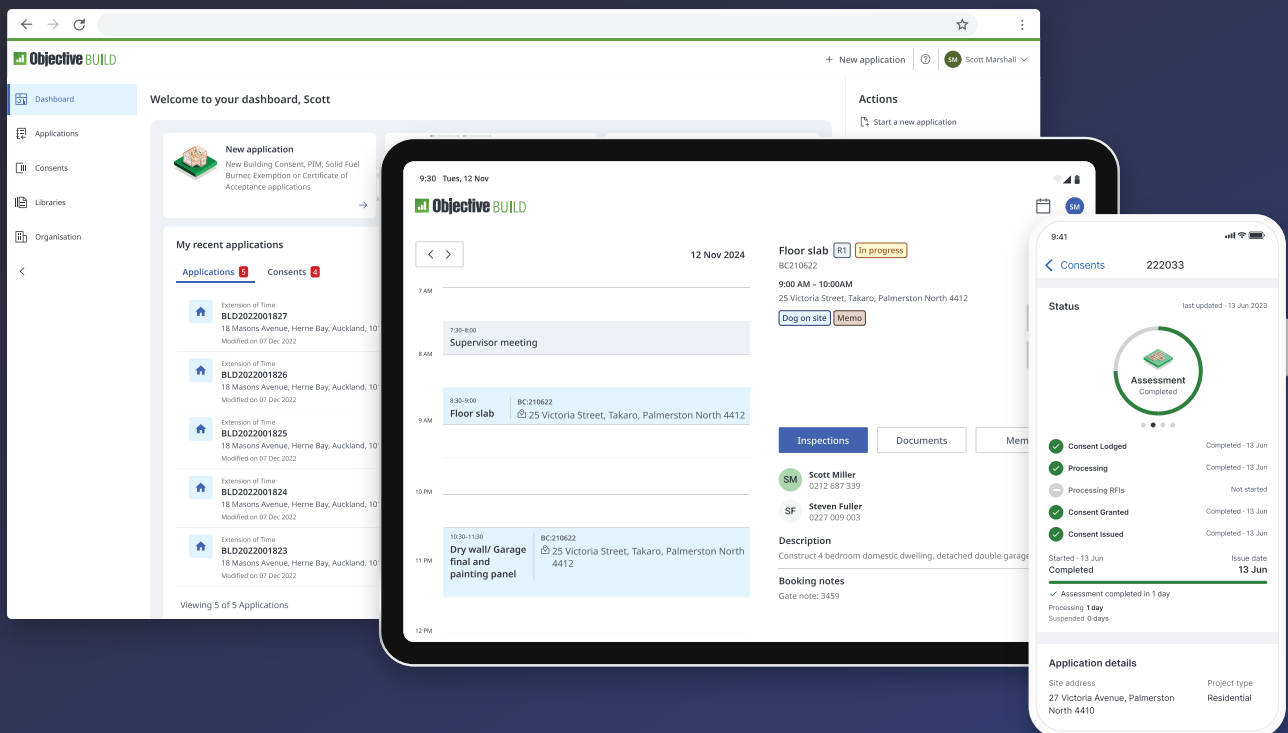 Objective BUILD
+ New application
SM
Scott Marshall
Dashboard
Applications
Consents
Libraries
Organisation
Welcome to your dashboard, Scott
New application
New Building Consent, PIM, Solid Fuel
Burner, Exemption or Certificate of
Acceptance applications
My recent applications
Applications 5
Consents 4
Extension of Time
BLD2022001827
18 Masons Avenue, Herne Bay, Auckland, 10
Modified on 07 Dec 2022
Extension of Time
BLD2022001826
18 Masons Avenue, Herne Bay, Auckland, 10
Modified on 07 Dec 2022
Extension of Time
BLD2022001825
18 Masons Avenue, Herne Bay, Auckland, 10
Modified on 07 Dec 2022
Extension of Time
BLD2022001824
18 Masons Avenue, Herne Bay, Auckland, 10
Modified on 07 Dec 2022
Extension of Time
BLD2022001823
18 Masons Avenue, Herne Bay, Auckland, 10
Modified on 07 Dec 2022
Viewing 5 of 5 Applications
Actions
Start a new application
9:30 Tues, 12 Nov
Objective BUILD
SM
12 Nov 2024
7 AM
7:30-8:00
Supervisor meeting
8 AM
8:30-9:00
Floor slab
BC:210622
25 Victoria Street, Takaro, Palmerston North 4412
9 AM
10 PM
10:30-11:30
Dry wall/ Garage
final and
painting panel
BC:210622
25 Victoria Street, Takaro, Palmerston North
4412
11 PM
12 PM
Floor slab R1 In progress
BC210622
9:00 AM – 10:00AM
25 Victoria Street, Takaro, Palmerston North 4412
Dog on site Memo
Inspections
Documents
Mem
SM
Scott Miller
0212 687 339
SF
Steven Fuller
0227 009 003
Description
Construct 4 bedroom domestic dwelling, detached double garage
Booking notes
Gate note: 3459
9:41
Consents
222033
Status
last updated · 13 Jun 2023
Assessment
Completed
Consent Lodged
Completed · 13 Jun
Processing
Completed · 13 Jun
Processing RFIs
Not started
Consent Granted
Completed · 13 Jun
Consent Issued
Completed · 13 Jun
Started · 13 Jun
Issue date
Completed
13 Jun
Assessment completed in 1 day
Processing 1 day
Suspended 0 days
Application details
Site address
Project type
27 Victoria Avenue, Palmerston
North 4410
Residential